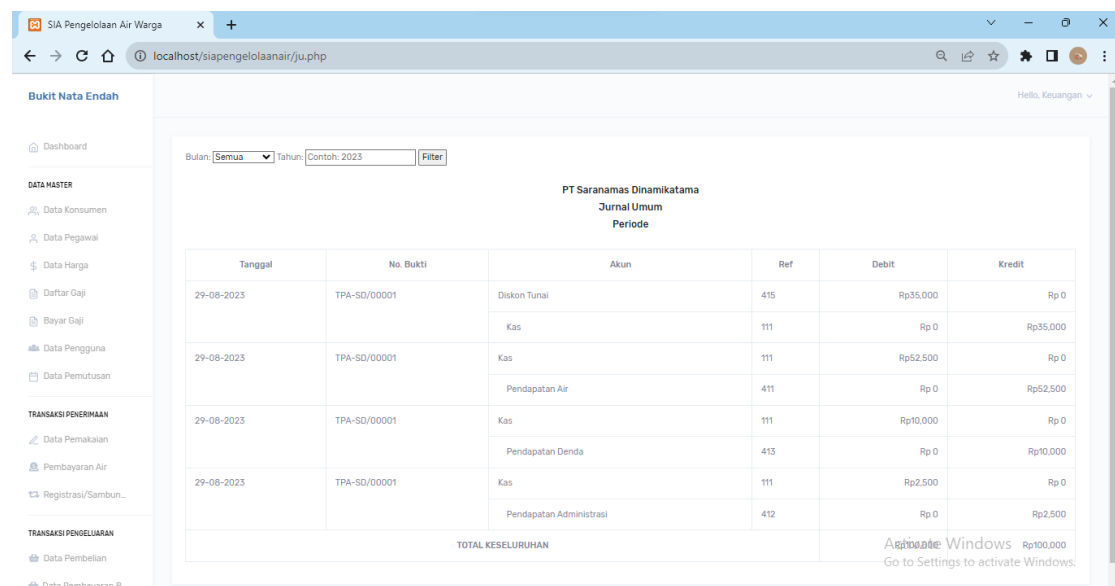 SIA Pengelolaan Air Warga
localhost/siapengelolaanair/ju.php
Bukit Nata Endah
Hello, Keuangan
Dashboard
DATA MASTER
Data Konsumen
Data Pegawai
Data Harga
Daftar Gaji
Bayar Gaji
Data Pengguna
Data Pemutusan
TRANSAKSI PENERIMAAN
Data Pemakaian
Pembayaran Air
Registrasi/Sambun...
TRANSAKSI PENGELUARAN
Data Pembelian
Data Pembayaran B
Bulan: Semua Tahun: Contoh: 2023 Filter
PT Saranamas Dinamikatama
Jurnal Umum
Periode
Tanggal No. Bukti Akun Ref Debit Kredit
29-08-2023 TPA-SD/00001 Diskon Tunai 415 Rp35,000 Rp 0
Kas 111 Rp 0 Rp35,000
29-08-2023 TPA-SD/00001 Kas 111 Rp52,500 Rp 0
Pendapatan Air 411 Rp 0 Rp52,500
29-08-2023 TPA-SD/00001 Kas 111 Rp10,000 Rp 0
Pendapatan Denda 413 Rp 0 Rp10,000
29-08-2023 TPA-SD/00001 Kas 111 Rp2,500 Rp 0
Pendapatan Administrasi 412 Rp 0 Rp2,500
TOTAL KESELURUHAN Rp100,000 Rp100,000
Activate Windows
Go to Settings to activate Windows.